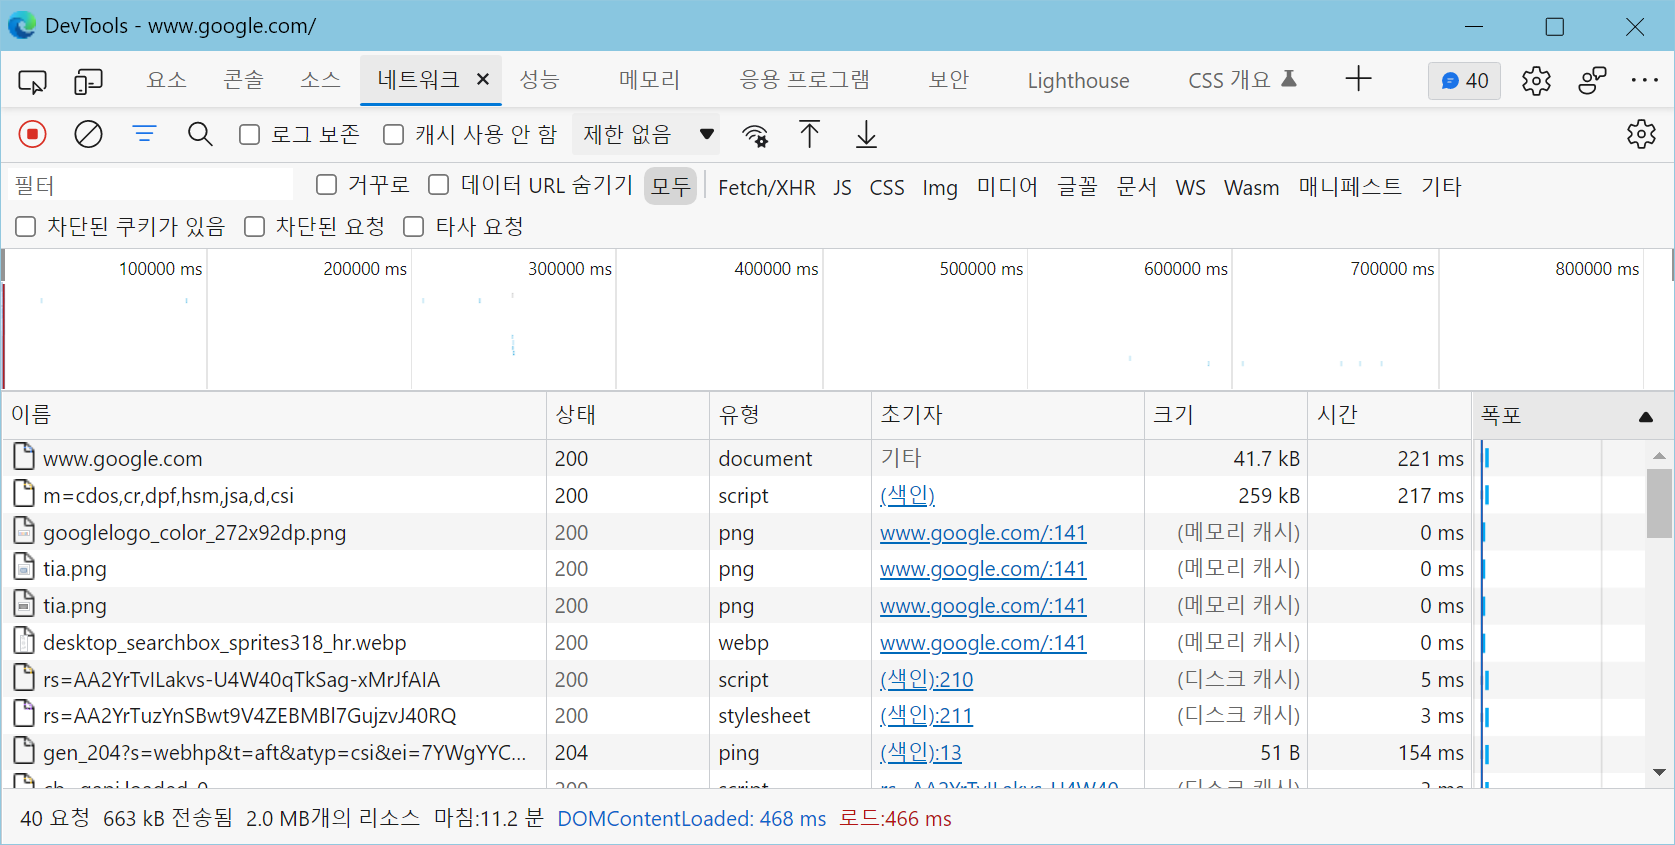 DevTools - www.google.com/
요소 콘솔 소스 네트워크 성능 메모리 응용 프로그램 보안 Lighthouse CSS 개요 40
로그 보존 캐시 사용 안 함 제한 없음
필터 거꾸로 데이터 URL 숨기기 모두 Fetch/XHR JS CSS Img 미디어 글꼴 문서 WS Wasm 매니페스트 기타
차단된 쿠키가 있음 차단된 요청 타사 요청
100000 ms 200000 ms 300000 ms 400000 ms 500000 ms 600000 ms 700000 ms 800000 ms
이름 상태 유형 초기자 크기 시간 폭포
www.google.com 200 document 기타 41.7 kB 221 ms
m=cdos,cr,dpf,hsm,jsa,d,csi 200 script (색인) 259 kB 217 ms
googlelogo_color_272x92dp.png 200 png www.google.com/:141 (메모리 캐시) 0 ms
tia.png 200 png www.google.com/:141 (메모리 캐시) 0 ms
tia.png 200 png www.google.com/:141 (메모리 캐시) 0 ms
desktop_searchbox_sprites318_hr.webp 200 webp www.google.com/:141 (메모리 캐시) 0 ms
rs=AA2YrTvILakvs-U4W40qTkSag-xMrJfAIA 200 script (색인):210 (디스크 캐시) 5 ms
rs=AA2YrTuzYnSBwt9V4ZEBMBl7GujzvJ40RQ 200 stylesheet (색인):211 (디스크 캐시) 3 ms
gen_204?s=webhp&t=aft&atyp=csi&ei=7YWgYYC... 204 ping (색인):13 51 B 154 ms
40 요청 663 kB 전송됨 2.0 MB개의 리소스 마침:11.2 분 DOMContentLoaded: 468 ms 로드:466 ms